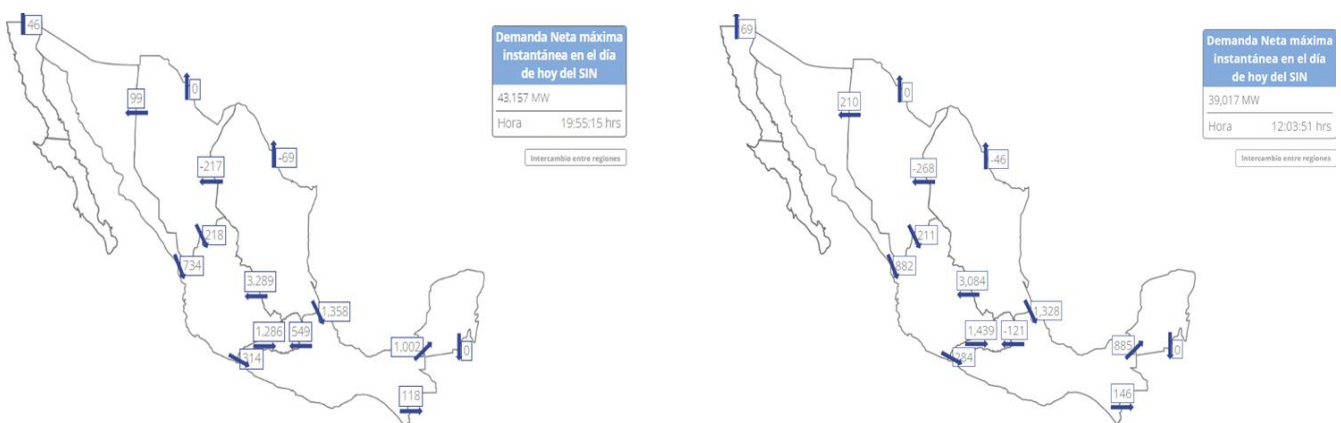 46
Demanda Neta máxima
instantánea en el día
de hoy del SIN
43.157 MW
Hora 19:55:15 hrs
Intercambio entre regiones
0
99
-69
-217
218
734
3,289
1,358
1.286
549
1,002
314
0
118
69
Demanda Neta máxima
instantánea en el día
de hoy del SIN
39,017 MW
Hora 12:03:51 hrs
Intercambio entre regiones
0
210
-46
-268
211
882
3,084
1,328
1,439
-121
885
284
0
146